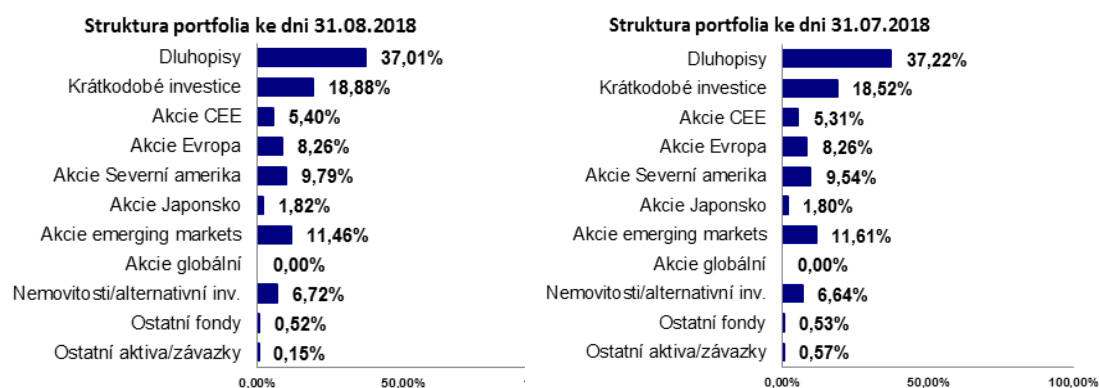 Struktura portfolia ke dni 31.08.2018
Dluhopisy 37,01%
Krátkodobé investice 18,88%
Akcie CEE 5,40%
Akcie Evropa 8,26%
Akcie Severní amerika 9,79%
Akcie Japonsko 1,82%
Akcie emerging markets 11,46%
Akcie globální 0,00%
Nemovitosti/alternativní inv. 6,72%
Ostatní fondy 0,52%
Ostatní aktiva/závazky 0,15%
0.00% 50.00%
Struktura portfolia ke dni 31.07.2018
Dluhopisy 37,22%
Krátkodobé investice 18,52%
Akcie CEE 5,31%
Akcie Evropa 8,26%
Akcie Severní amerika 9,54%
Akcie Japonsko 1,80%
Akcie emerging markets 11,61%
Akcie globální 0,00%
Nemovitosti/alternativní inv. 6,64%
Ostatní fondy 0,53%
Ostatní aktiva/závazky 0,57%
0.00% 50,00% 100,00%